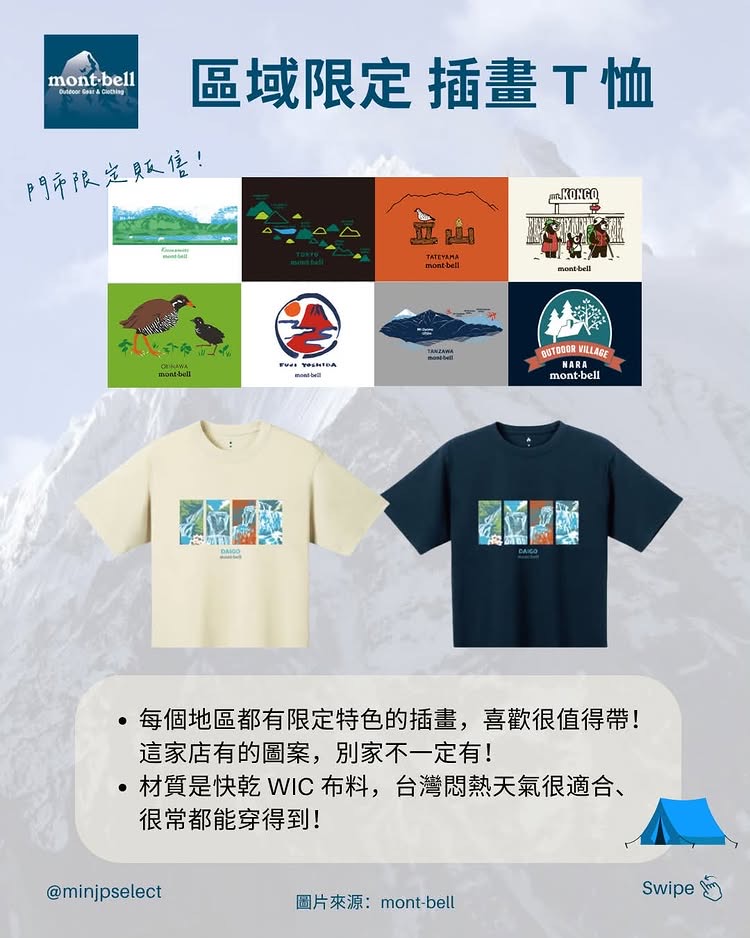 mont·bell
Outdoor Gear & Clothing
區域限定 插畫 T 恤
門市限定販售!
mont-bell
TOKYO
mont-bell
TATEYAMA
mont-bell
mt.KONGO
mont-bell
OKINAWA
mont-bell
FUJI YOSHIDA
mont-bell
TANZAWA
mont-bell
OUTDOOR VILLAGE
NARA
mont-bell
DAIGO
mont-bell
DAIGO
mont-bell
• 每個地區都有限定特色的插畫，喜歡很值得帶！
這家店有的圖案，別家不一定有！
• 材質是快乾 WIC 布料，台灣悶熱天氣很適合、
很常都能穿得到！
@minjpselect
圖片來源：mont-bell
Swipe